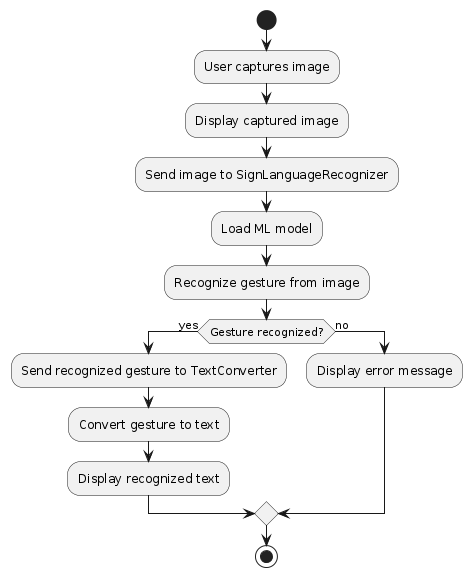 User captures image
Display captured image
Send image to SignLanguageRecognizer
Load ML model
Recognize gesture from image
Gesture recognized?
yes
no
Send recognized gesture to TextConverter
Display error message
Convert gesture to text
Display recognized text